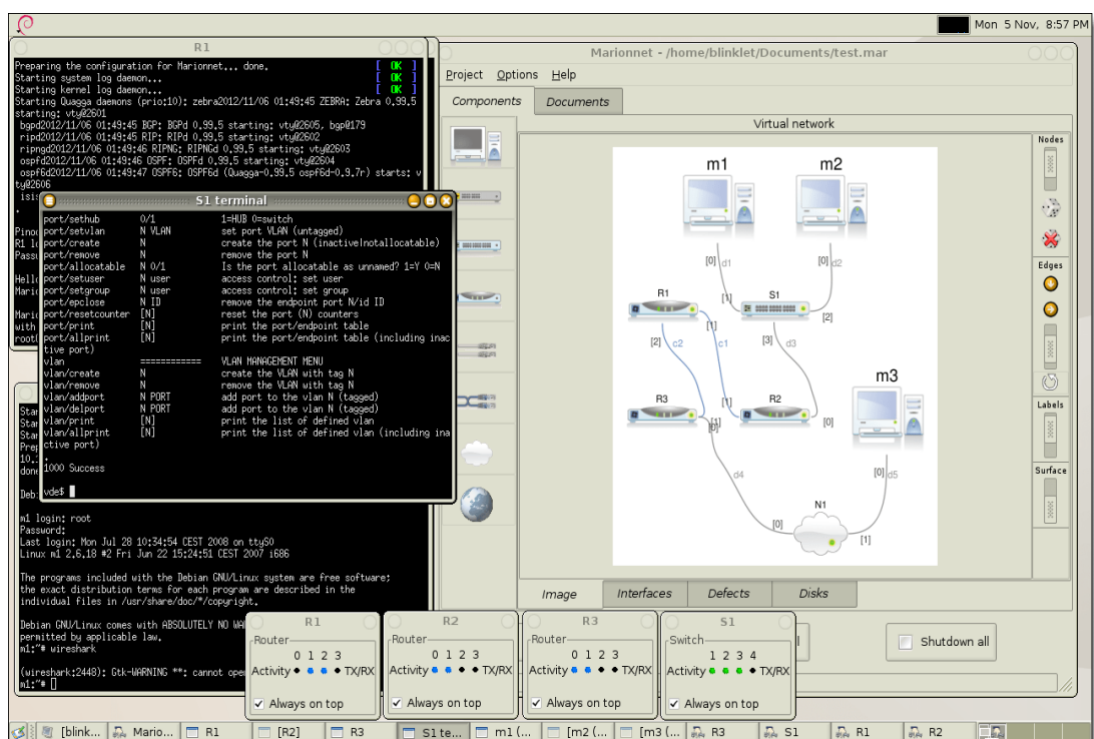 Mon 5 Nov, 8:57 PM
R1
Preparing the configuration for Marionnet... done. [ OK ]
Starting system log daemon... [ OK ]
Starting kernel log daemon... [ OK ]
Starting Quagga daemons (prio:10): zebra2012/11/06 01:49:45 ZEBRA: Zebra 0.99.5
starting: vty@2601
bgpd2012/11/06 01:49:45 BGP: BGPd 0.99.5 starting: vty@2605, bgp@179
ripd2012/11/06 01:49:45 RIP: RIPd 0.99.5 starting: vty@2602
ripngd2012/11/06 01:49:46 RIPNG: RIPNGd 0.99.5 starting: vty@2603
ospfd2012/11/06 01:49:46 OSPF: OSPFd 0.99.5 starting: vty@2604
ospf6d2012/11/06 01:49:47 OSPF6: OSPF6d (Quagga-0.99.5 ospf6d-0.9.7r) starts: v
ty@2606
S1 terminal
port/sethub 0/1 1=HUB 0=switch
port/setvlan N VLAN set port VLAN (untagged)
port/create N create the port N (inactive|notallocatable)
port/remove N remove the port N
port/allocatable N 0/1 Is the port allocatable as unnamed? 1=Y 0=N
port/setuser N user access control: set user
port/setgroup N user access control: set group
port/epclose N ID remove the endpoint port N/id ID
port/resetcounter [N] reset the port (N) counters
port/print [N] print the port/endpoint table
port/allprint [N] print the port/endpoint table (including inac
tive port)
vlan ============ VLAN MANAGEMENT MENU
vlan/create N create the VLAN with tag N
vlan/remove N remove the VLAN with tag N
vlan/addport N PORT add port to the vlan N (tagged)
vlan/delport N PORT add port to the vlan N (tagged)
vlan/print [N] print the list of defined vlan
vlan/allprint [N] print the list of defined vlan (including ina
ctive port)
.
1000 Success
vde$
m1 login: root
Password:
Last login: Mon Jul 28 10:34:54 CEST 2008 on ttyS0
Linux m1 2.6.18 #2 Fri Jun 22 15:24:51 CEST 2007 i686
The programs included with the Debian GNU/Linux system are free software;
the exact distribution terms for each program are described in the
individual files in /usr/share/doc/*/copyright.
Debian GNU/Linux comes with ABSOLUTELY NO
permitted by applicable law.
m1:~# wireshark
(wireshark:2448): Gtk-WARNING **: cannot
m1:~#
Marionnet - /home/blinklet/Documents/test.mar
Project Options Help
Components Documents
Virtual network
m1 m2
[0] d1 [0] d2
R1 [1] S1
[1] [2]
[2] c2 c1 [3] d3
m3
R3 [1] R2
[1] [0]
d4 [0] d5
N1
[0] [1]
Nodes
Edges
Labels
Surface
Image Interfaces Defects Disks
Shutdown all
R1
Router
0 1 2 3
Activity TX/RX
Always on top
R2
Router
0 1 2 3
Activity TX/RX
Always on top
R3
Router
0 1 2 3
Activity TX/RX
Always on top
S1
Switch
1 2 3 4
Activity TX/RX
Always on top
[blink... Mario... R1 [R2] R3 S1 te... m1 (... [m2 (... [m3 (... R3 S1 R1 R2